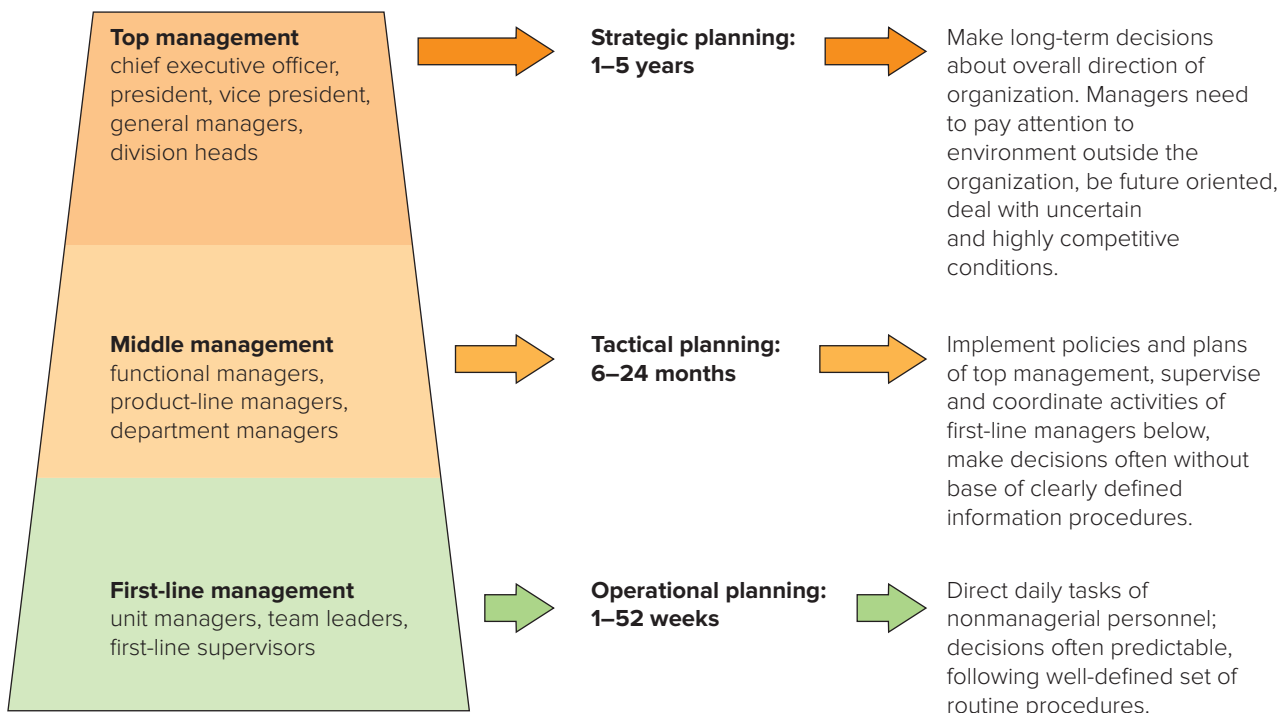 Top management
chief executive officer,
president, vice president,
general managers,
division heads
Strategic planning:
1–5 years
Make long-term decisions
about overall direction of
organization. Managers need
to pay attention to
environment outside the
organization, be future oriented,
deal with uncertain
and highly competitive
conditions.
Middle management
functional managers,
product-line managers,
department managers
Tactical planning:
6–24 months
Implement policies and plans
of top management, supervise
and coordinate activities of
first-line managers below,
make decisions often without
base of clearly defined
information procedures.
First-line management
unit managers, team leaders,
first-line supervisors
Operational planning:
1–52 weeks
Direct daily tasks of
nonmanagerial personnel;
decisions often predictable,
following well-defined set of
routine procedures.